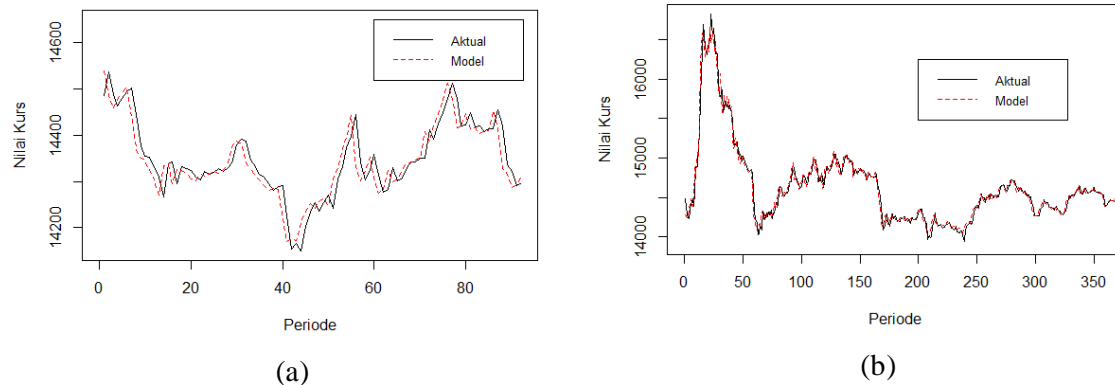 Nilai Kurs
14200 14400 14600
Aktual
Model
0 20 40 60 80
Periode
(a)
Nilai Kurs
14000 15000 16000
Aktual
Model
0 50 100 150 200 250 300 350
Periode
(b)